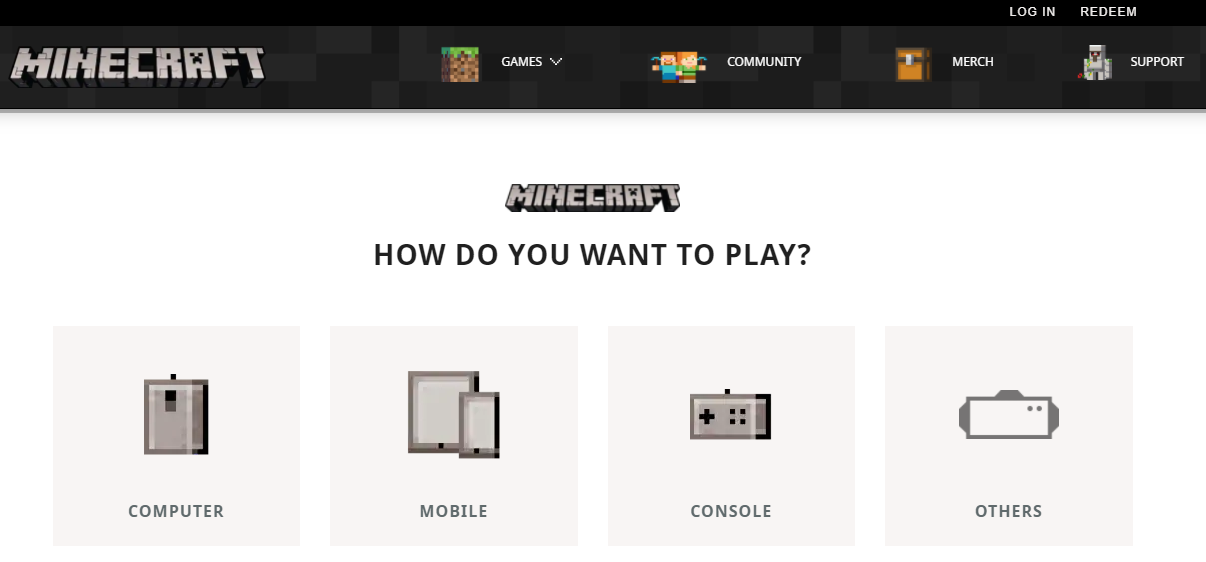 LOG IN REDEEM
MINECRAFT GAMES COMMUNITY MERCH SUPPORT
MINECRAFT
HOW DO YOU WANT TO PLAY?
COMPUTER MOBILE CONSOLE OTHERS